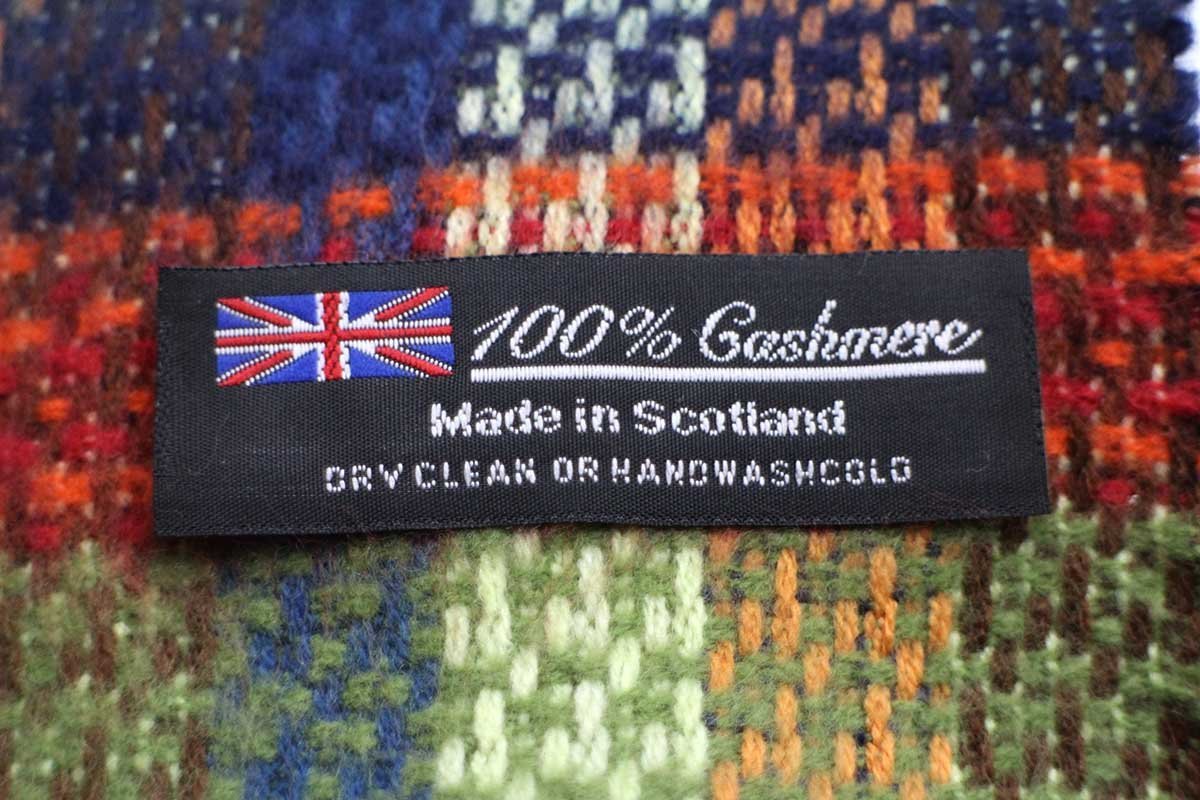 100% Cashmere
Made in Scotland
DRY CLEAN OR HANDWASHCOLD